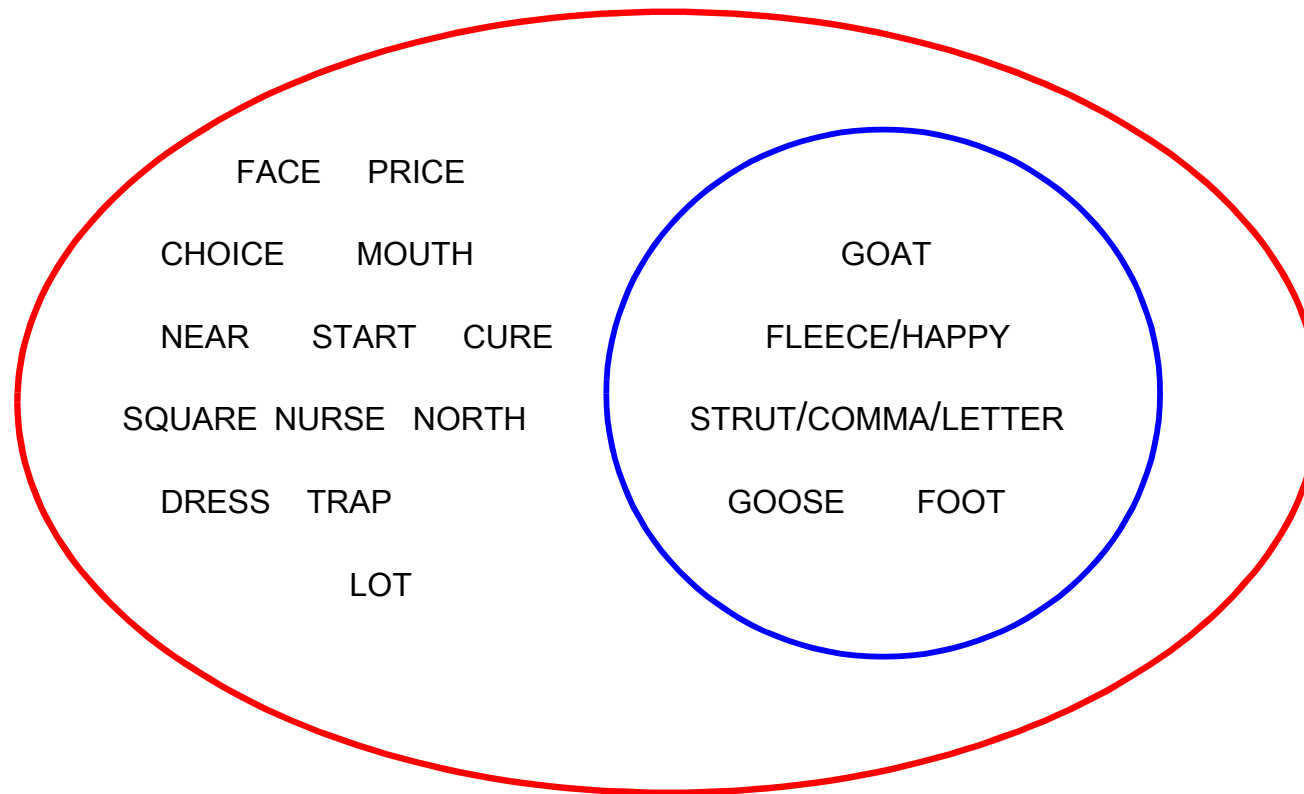 FACE PRICE
CHOICE MOUTH GOAT
NEAR START CURE FLEECE/HAPPY
SQUARE NURSE NORTH STRUT/COMMA/LETTER
DRESS TRAP GOOSE FOOT
LOT